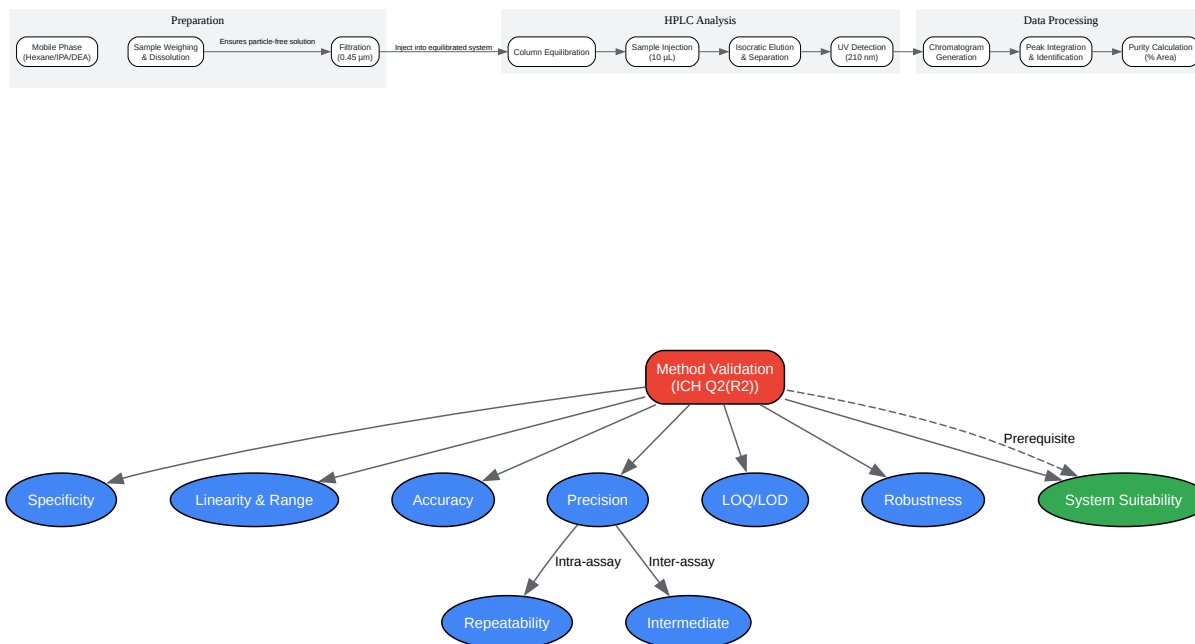 Preparation
HPLC Analysis
Data Processing
Mobile Phase
(Hexane/IPA/DEA)
Sample Weighing
& Dissolution
Ensures particle-free solution
Filtration
(0.45 µm)
Inject into equilibrated system
Column Equilibration
Sample Injection
(10 µL)
Isocratic Elution
& Separation
UV Detection
(210 nm)
Chromatogram
Generation
Peak Integration
& Identification
Purity Calculation
(% Area)
Method Validation
(ICH Q2(R2))
Prerequisite
Specificity
Linearity & Range
Accuracy
Precision
LOQ/LOD
Robustness
System Suitability
Intra-assay
Inter-assay
Repeatability
Intermediate